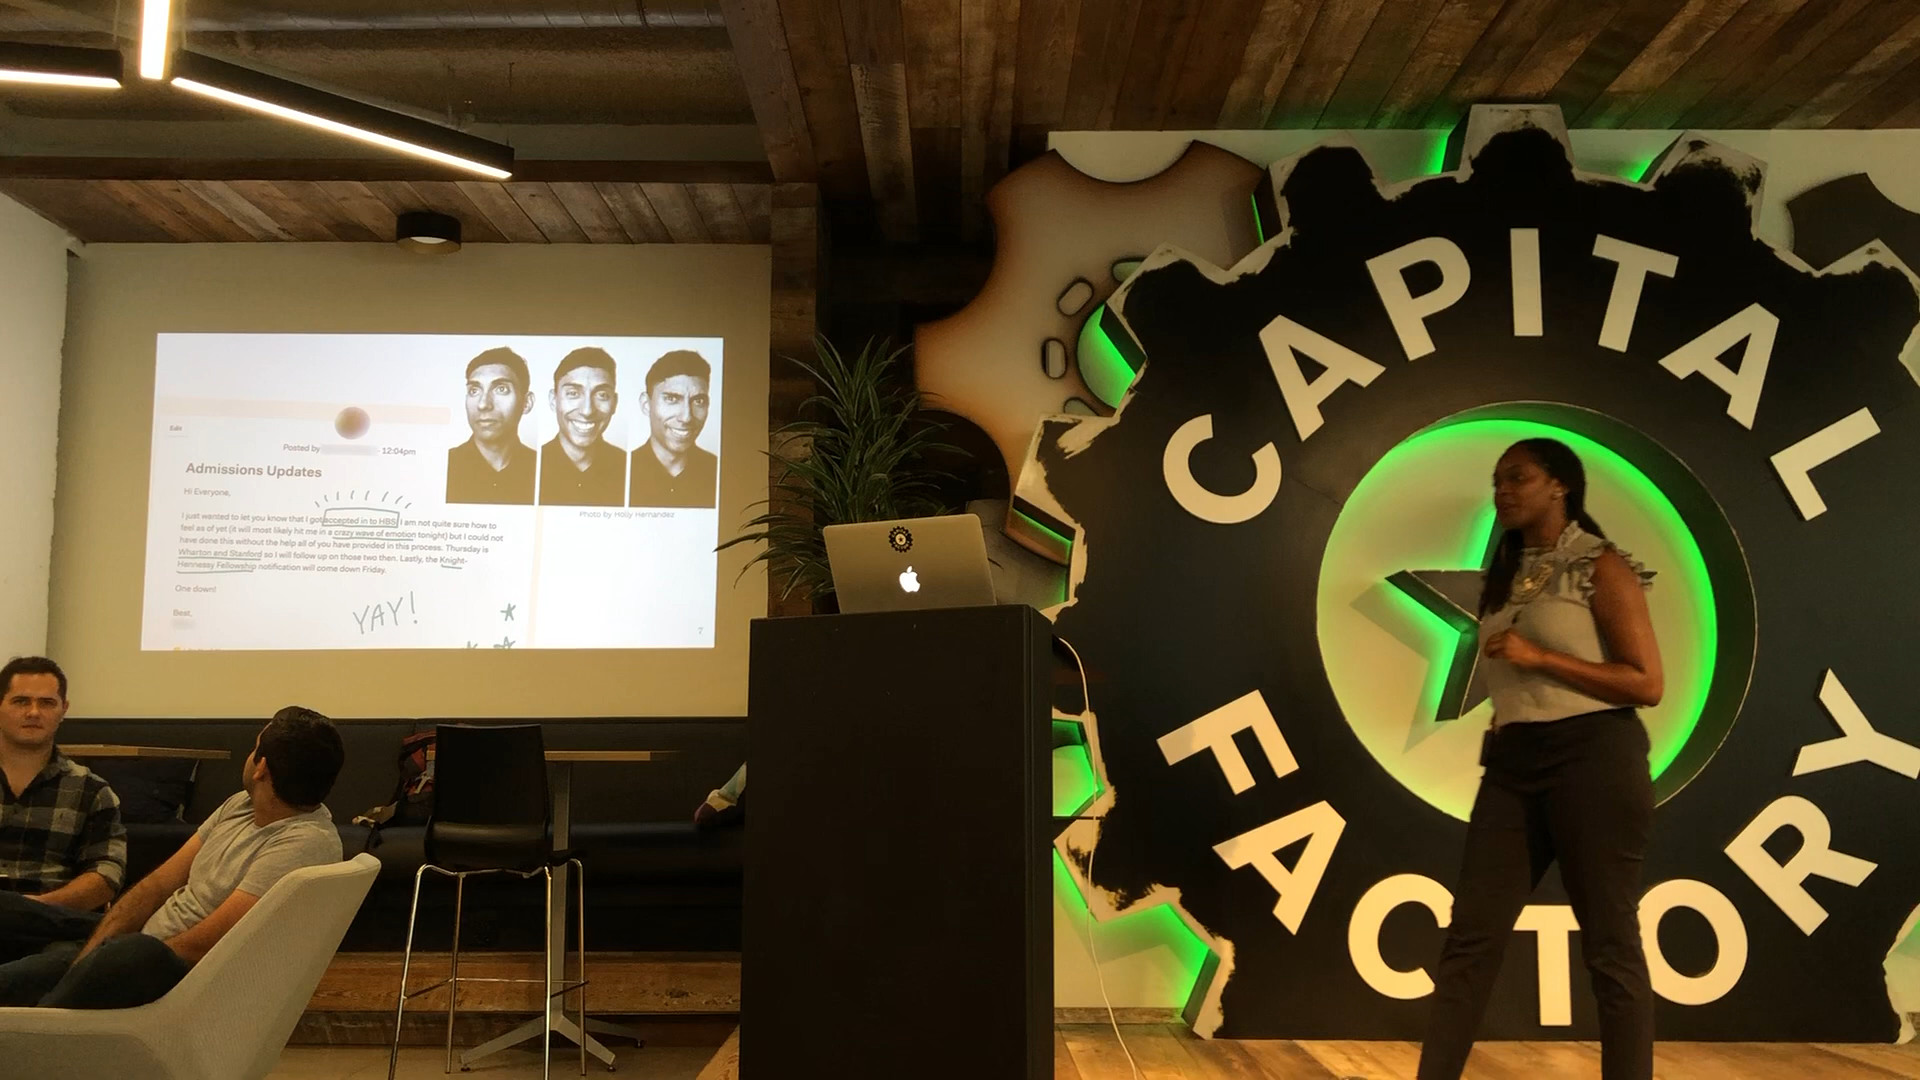 Posted by - 12:04pm
Admissions Updates
Hi Everyone,
I just wanted to let you know that I got accepted in to HBS! I am not quite sure how to
feel as of yet (it will most likely hit me in a crazy wave of emotion tonight) but I could not
have done this without the help all of you have provided in this process. Thursday is
Wharton and Stanford so I will follow up on those two then. Lastly, the Knight-
Hennessy Fellowship notification will come down Friday.
One down!
Best,
YAY!
Photo by Holly Hernandez
7
CAPITAL
FACTORY